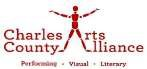 Charles Arts
County Alliance
Performing • Visual • Literary